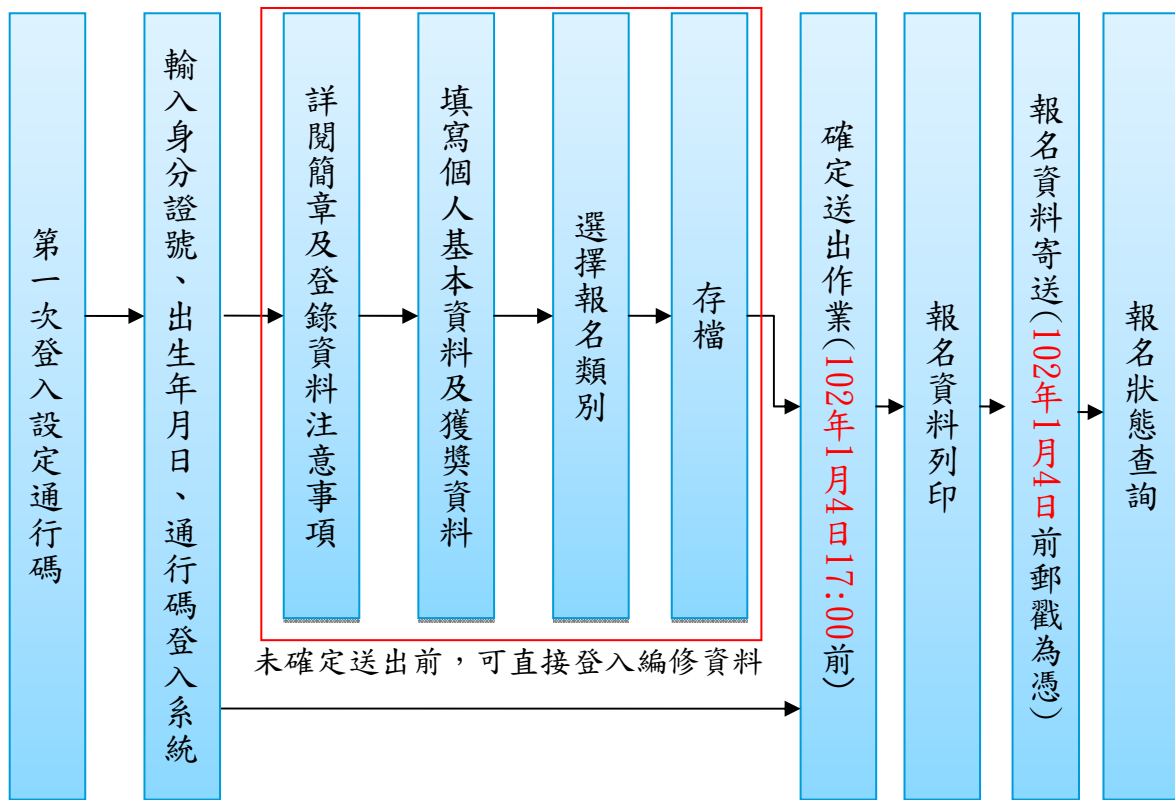 第一次登入設定通行碼
輸入身分證號、出生年月日、通行碼登入系統
詳閱簡章及登錄資料注意事項
填寫個人基本資料及獲獎資料
選擇報名類別
存檔
未確定送出前，可直接登入編修資料
確定送出作業(102年1月4日17:00前)
報名資料列印
報名資料寄送(102年1月4日前郵戳為憑)
報名狀態查詢